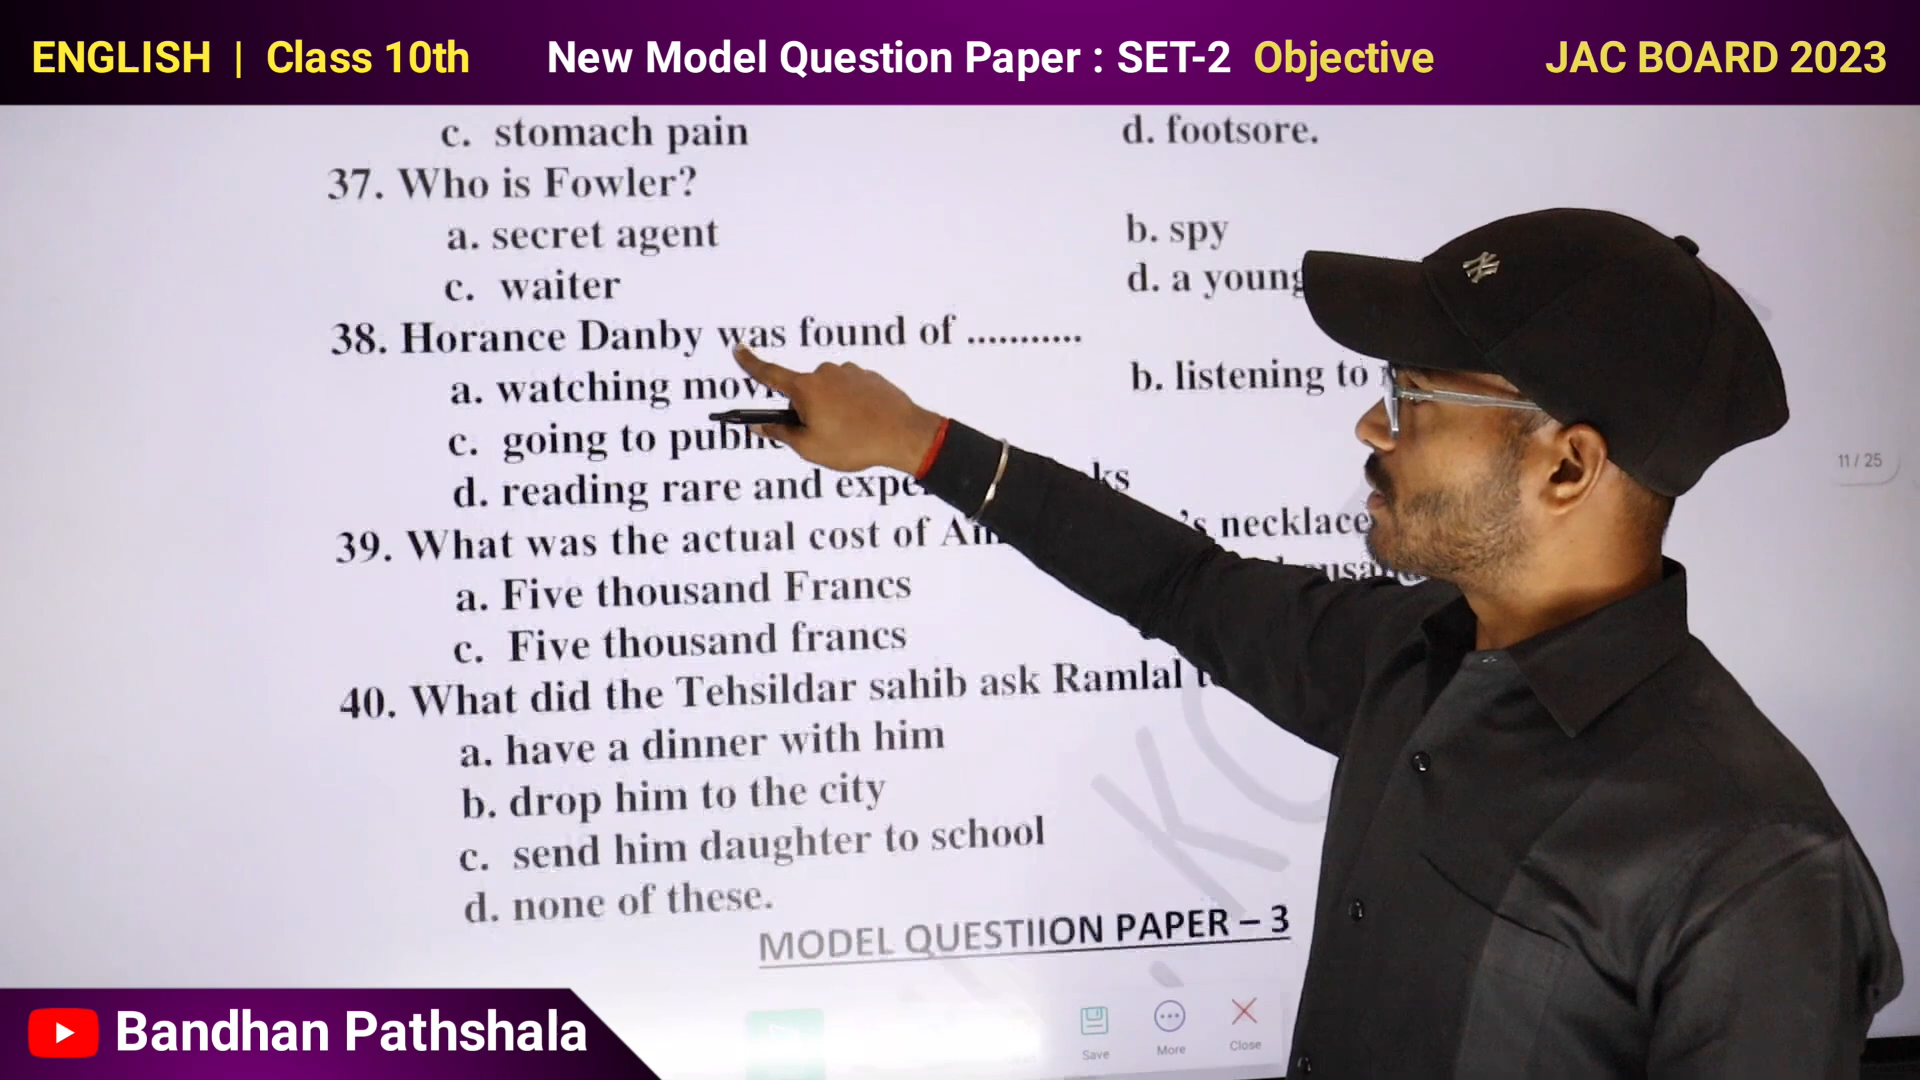 ENGLISH | Class 10th New Model Question Paper : SET-2 Objective JAC BOARD 2023
c. stomach pain d. footsore.
37. Who is Fowler?
a. secret agent b. spy
c. waiter d. a young
38. Horance Danby was found of ...........
a. watching b. listening to
c. going to
d. reading rare and
39. What was the actual cost of necklace
a. Five thousand Francs
c. Five thousand francs
40. What did the Tehsildar sahib ask Ramlal
a. have a dinner with him
b. drop him to the city
c. send him daughter to school
d. none of these.
MODEL QUESTIION PAPER – 3
11 / 25
Save More Close
Bandhan Pathshala